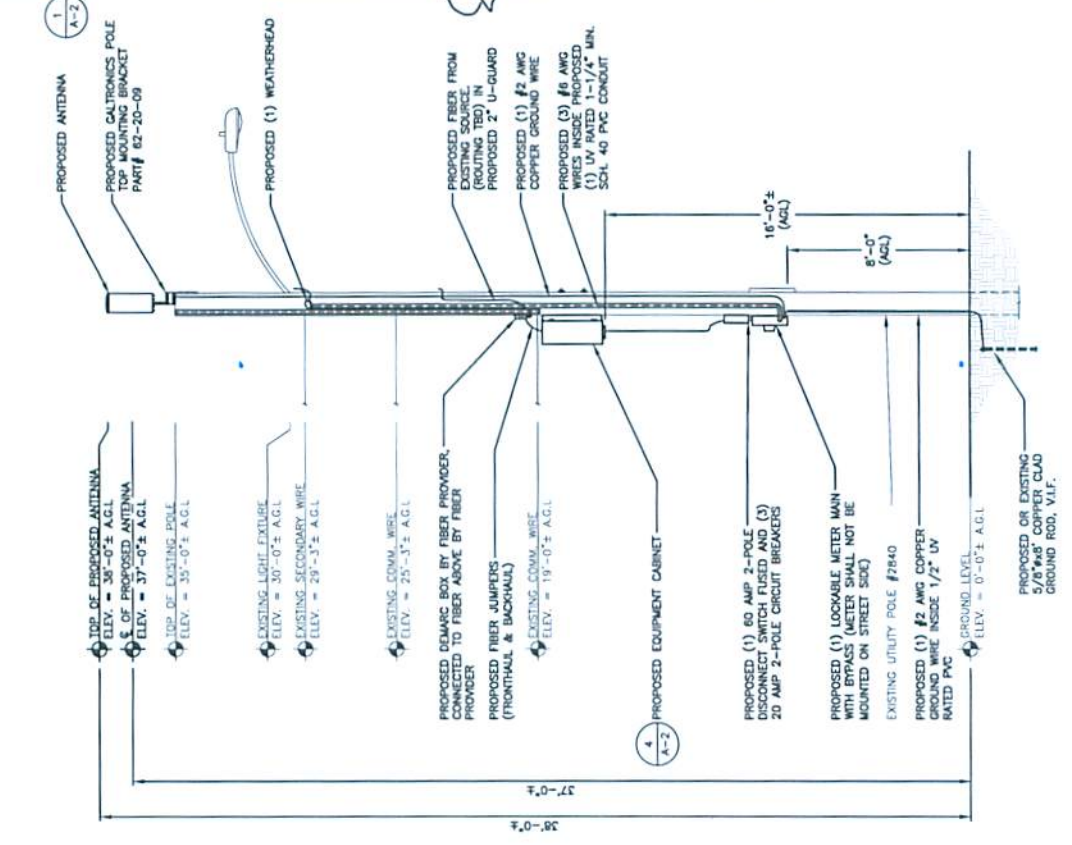 1
A-2
PROPOSED ANTENNA
PROPOSED GALTRONICS POLE
TOP MOUNTING BRACKET
PART# 62-20-09
PROPOSED (1) WEATHERHEAD
PROPOSED FIBER FROM
EXISTING SOURCE.
(ROUTING TBD) IN
PROPOSED 2" U-GUARD
PROPOSED (1) #2 AWG
COPPER GROUND WIRE
PROPOSED (3) #6 AWG
WIRES INSIDE PROPOSED
(1) UV RATED 1-1/4" MIN.
SCH. 40 PVC CONDUIT
16'-0"±
(AGL)
8'-0"
(AGL)
TOP OF PROPOSED ANTENNA
ELEV. = 38'-0"± A.G.L
℄ OF PROPOSED ANTENNA
ELEV. = 37'-0"± A.G.L
TOP OF EXISTING POLE
ELEV. = 35'-0"± A.G.L
EXISTING LIGHT FIXTURE
ELEV. = 30'-0"± A.G.L
EXISTING SECONDARY WIRE
ELEV. = 29'-3"± A.G.L
EXISTING COMM. WIRE
ELEV. = 25'-3"± A.G.L
PROPOSED DEMARC BOX BY FIBER PROVIDER,
CONNECTED TO FIBER ABOVE BY FIBER
PROVIDER
PROPOSED FIBER JUMPERS
(FRONTHAUL & BACKHAUL)
EXISTING COMM. WIRE
ELEV. = 19'-0"± A.G.L
4
A-2
PROPOSED EQUIPMENT CABINET
PROPOSED (1) 60 AMP 2-POLE
DISCONNECT SWITCH FUSED AND (3)
20 AMP 2-POLE CIRCUIT BREAKERS
PROPOSED (1) LOCKABLE METER MAIN
WITH BYPASS (METER SHALL NOT BE
MOUNTED ON STREET SIDE)
EXISTING UTILITY POLE #2840
PROPOSED (1) #2 AWG COPPER
GROUND WIRE INSIDE 1/2" UV
RATED PVC
GROUND LEVEL
ELEV. = 0'-0"± A.G.L
PROPOSED OR EXISTING
5/8"øx8' COPPER CLAD
GROUND ROD, V.I.F.
37'-0"±
38'-0"±